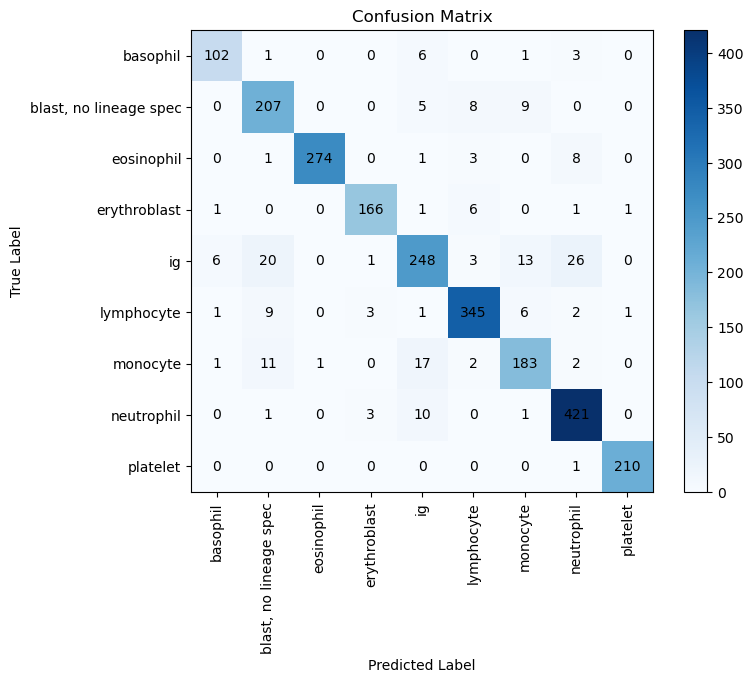 Confusion Matrix
True Label
basophil 102 1 0 0 6 0 1 3 0
blast, no lineage spec 0 207 0 0 5 8 9 0 0
eosinophil 0 1 274 0 1 3 0 8 0
erythroblast 1 0 0 166 1 6 0 1 1
ig 6 20 0 1 248 3 13 26 0
lymphocyte 1 9 0 3 1 345 6 2 1
monocyte 1 11 1 0 17 2 183 2 0
neutrophil 0 1 0 3 10 0 1 421 0
platelet 0 0 0 0 0 0 0 1 210
basophil
blast, no lineage spec
eosinophil
erythroblast
ig
lymphocyte
monocyte
neutrophil
platelet
Predicted Label
400
350
300
250
200
150
100
50
0